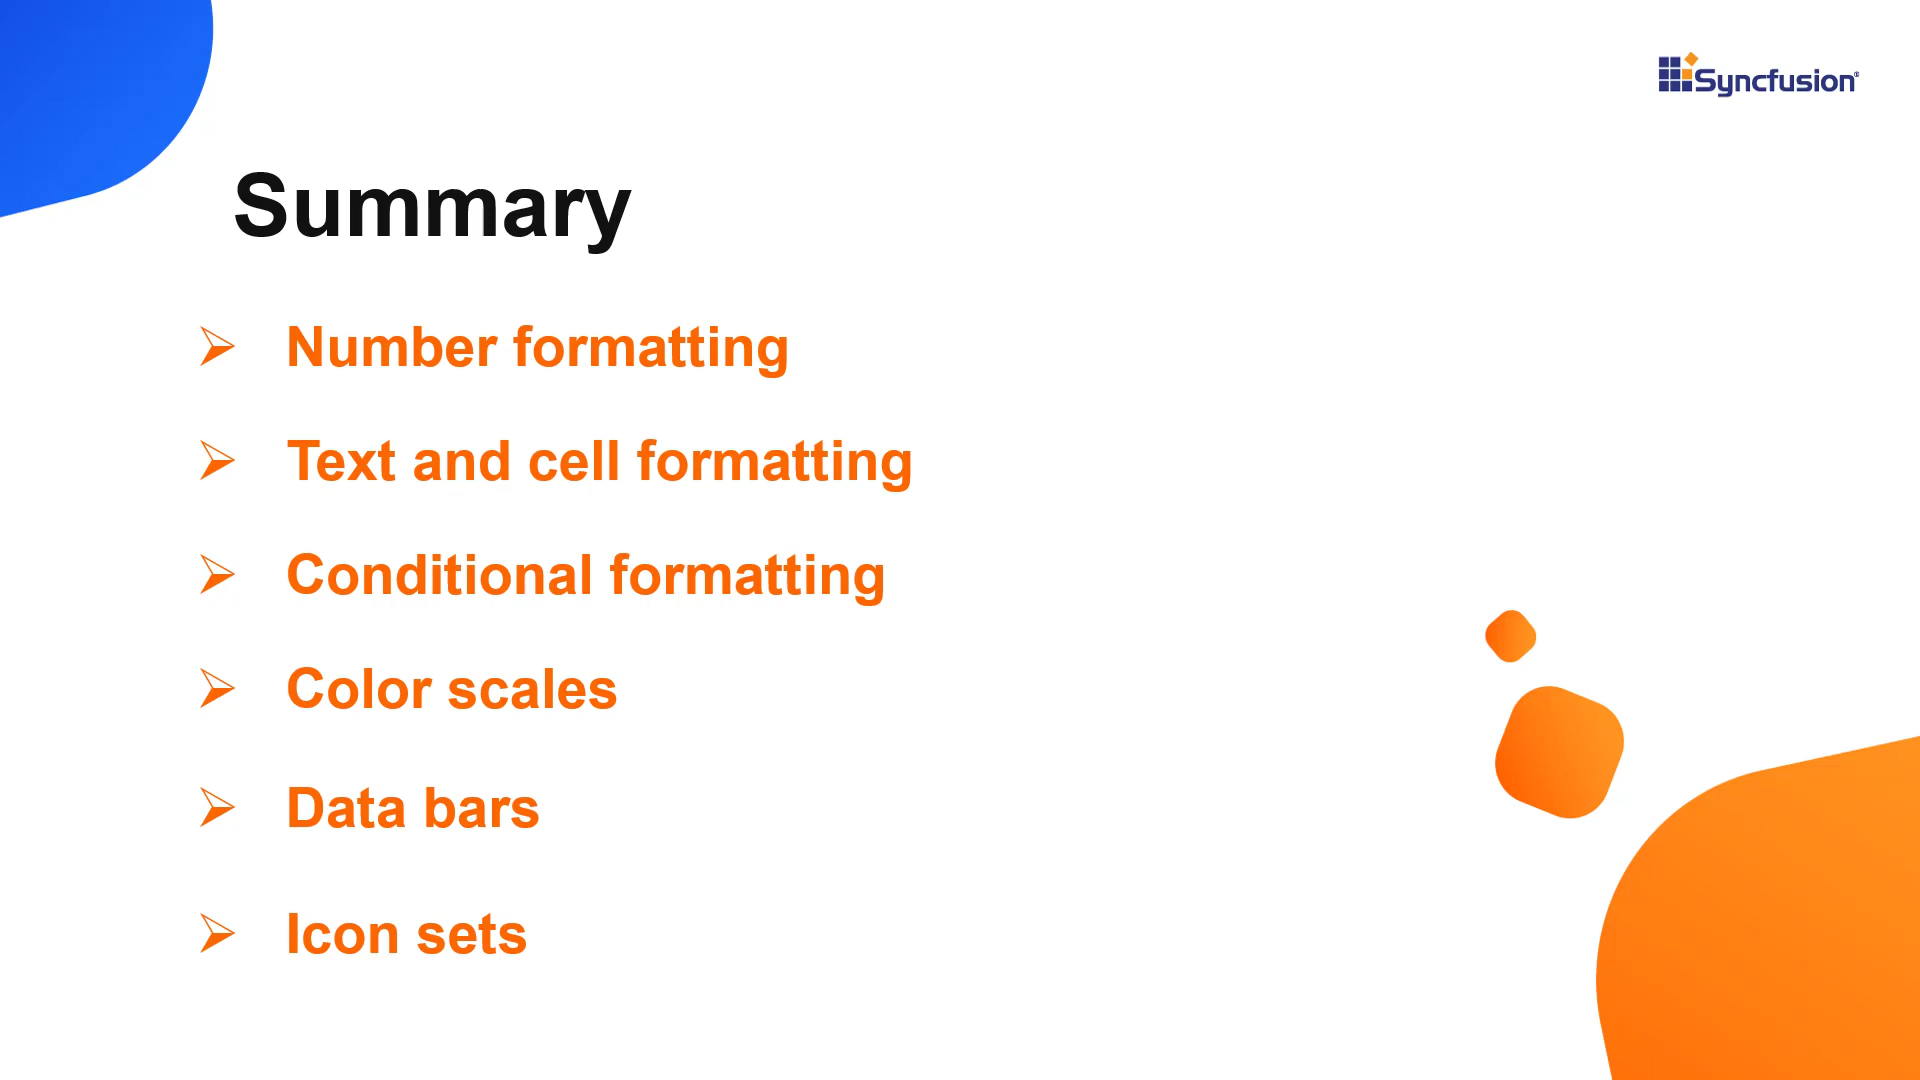 Syncfusion®
Summary
➢ Number formatting
➢ Text and cell formatting
➢ Conditional formatting
➢ Color scales
➢ Data bars
➢ Icon sets